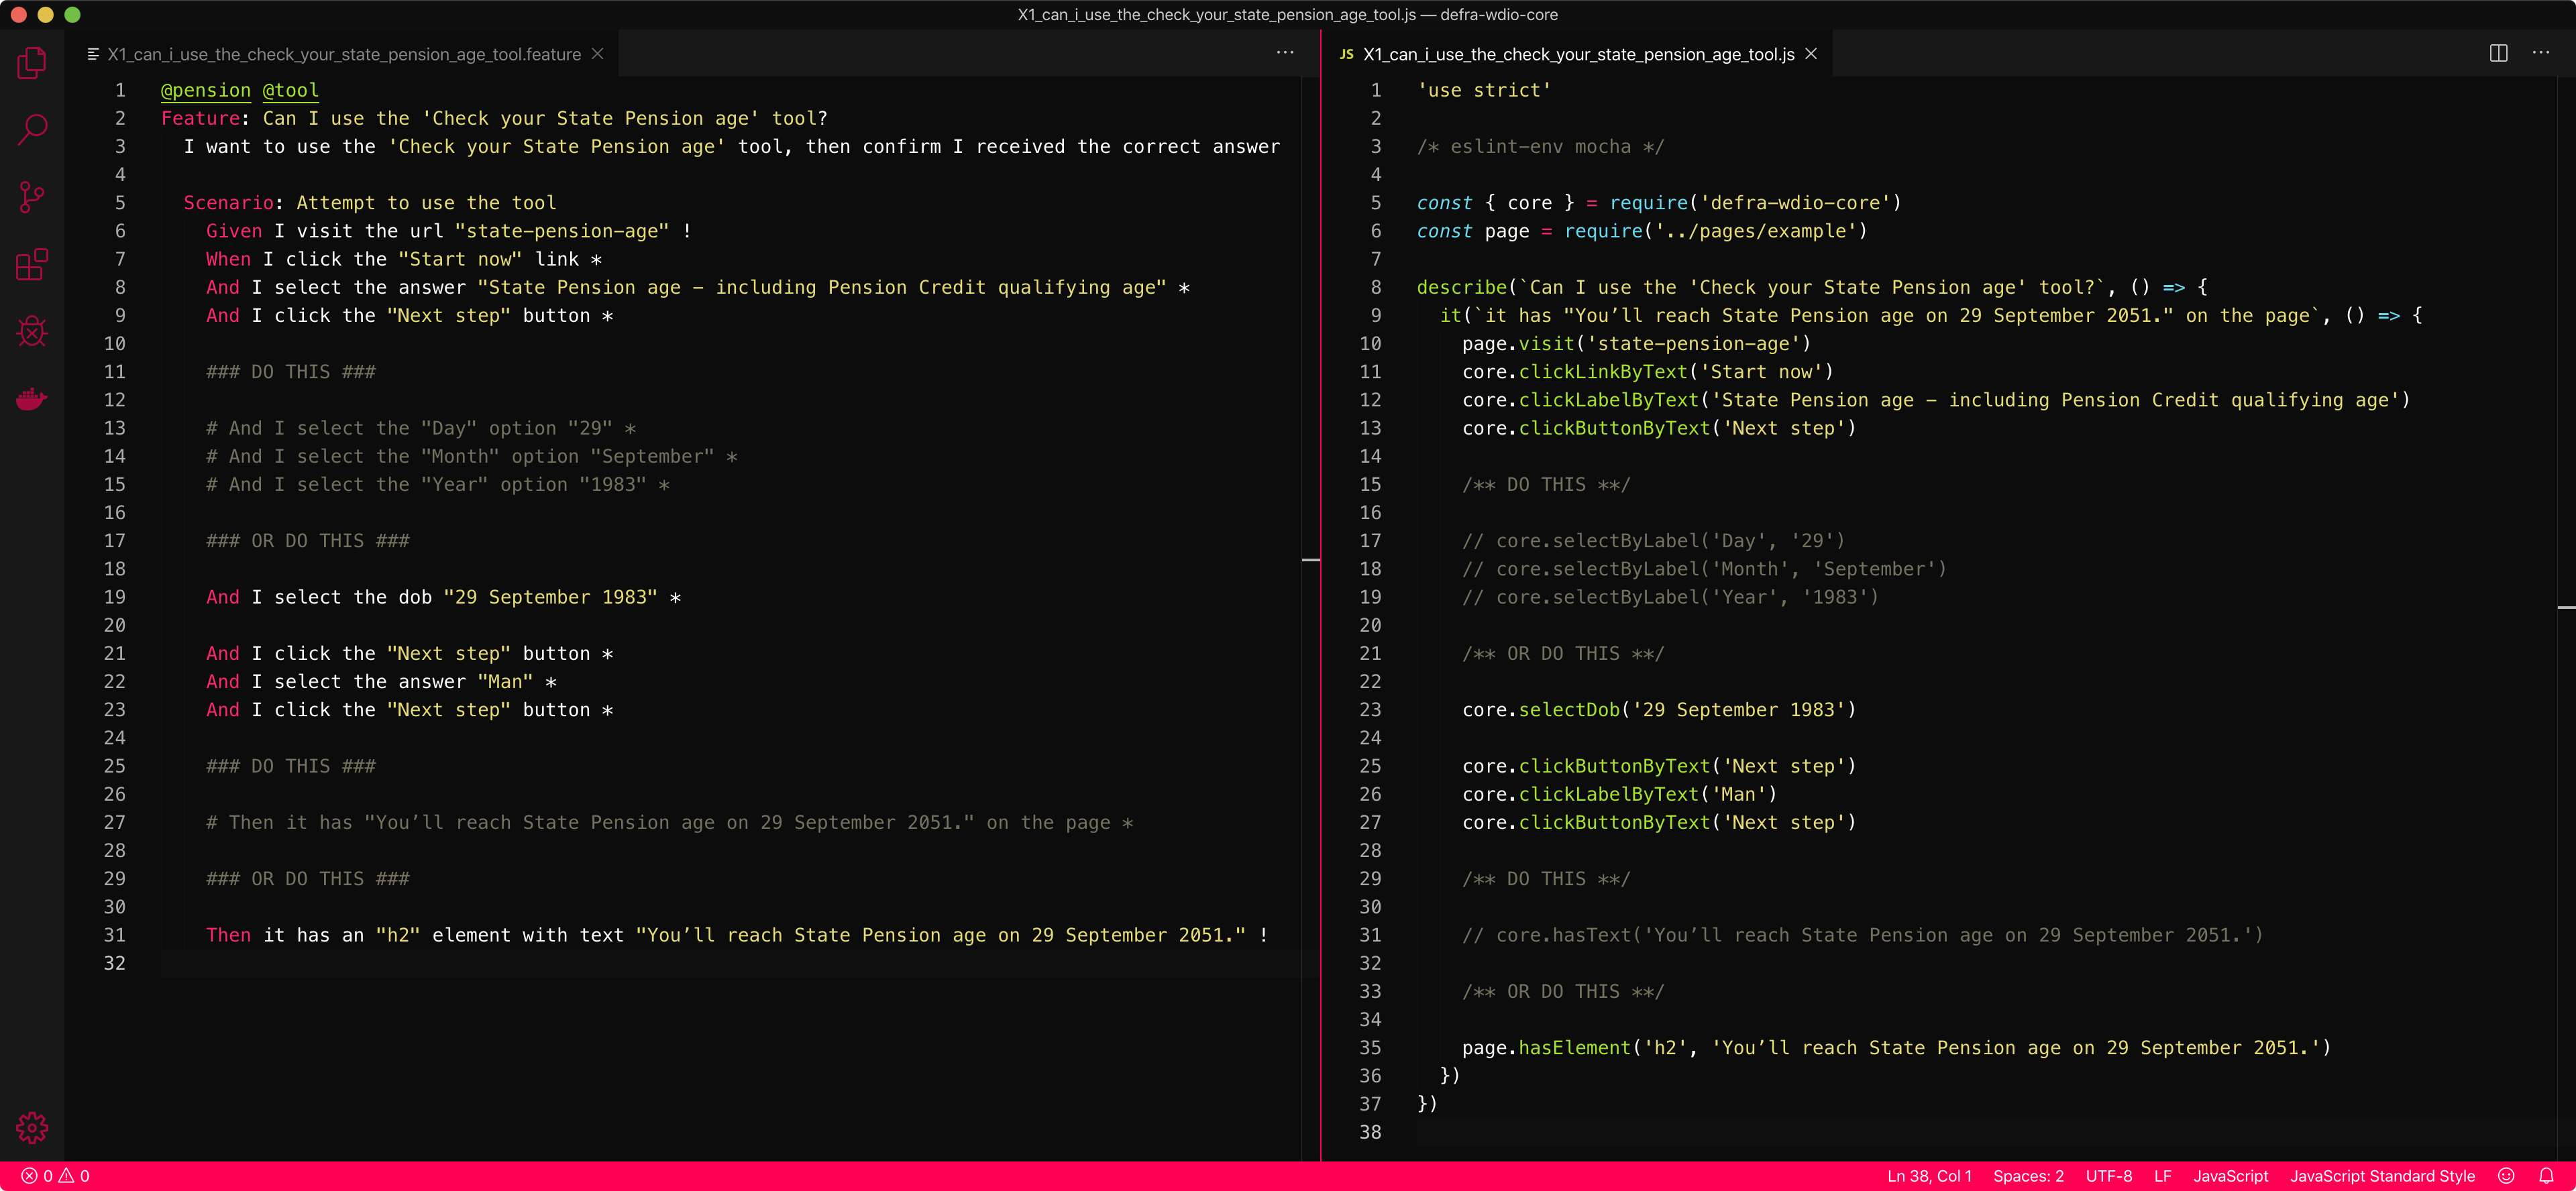 X1_can_i_use_the_check_your_state_pension_age_tool.js — defra-wdio-core
X1_can_i_use_the_check_your_state_pension_age_tool.feature
1 @pension @tool
2 Feature: Can I use the 'Check your State Pension age' tool?
3 I want to use the 'Check your State Pension age' tool, then confirm I received the correct answer
4
5 Scenario: Attempt to use the tool
6 Given I visit the url "state-pension-age" !
7 When I click the "Start now" link *
8 And I select the answer "State Pension age – including Pension Credit qualifying age" *
9 And I click the "Next step" button *
10
11 ### DO THIS ###
12
13 # And I select the "Day" option "29" *
14 # And I select the "Month" option "September" *
15 # And I select the "Year" option "1983" *
16
17 ### OR DO THIS ###
18
19 And I select the dob "29 September 1983" *
20
21 And I click the "Next step" button *
22 And I select the answer "Man" *
23 And I click the "Next step" button *
24
25 ### DO THIS ###
26
27 # Then it has "You’ll reach State Pension age on 29 September 2051." on the page *
28
29 ### OR DO THIS ###
30
31 Then it has an "h2" element with text "You’ll reach State Pension age on 29 September 2051." !
32
JS X1_can_i_use_the_check_your_state_pension_age_tool.js
1 'use strict'
2
3 /* eslint-env mocha */
4
5 const { core } = require('defra-wdio-core')
6 const page = require('../pages/example')
7
8 describe(`Can I use the 'Check your State Pension age' tool?`, () => {
9 it(`it has "You’ll reach State Pension age on 29 September 2051." on the page`, () => {
10 page.visit('state-pension-age')
11 core.clickLinkByText('Start now')
12 core.clickLabelByText('State Pension age – including Pension Credit qualifying age')
13 core.clickButtonByText('Next step')
14
15 /** DO THIS **/
16
17 // core.selectByLabel('Day', '29')
18 // core.selectByLabel('Month', 'September')
19 // core.selectByLabel('Year', '1983')
20
21 /** OR DO THIS **/
22
23 core.selectDob('29 September 1983')
24
25 core.clickButtonByText('Next step')
26 core.clickLabelByText('Man')
27 core.clickButtonByText('Next step')
28
29 /** DO THIS **/
30
31 // core.hasText('You’ll reach State Pension age on 29 September 2051.')
32
33 /** OR DO THIS **/
34
35 page.hasElement('h2', 'You’ll reach State Pension age on 29 September 2051.')
36 })
37 })
38
0 0 Ln 38, Col 1 Spaces: 2 UTF-8 LF JavaScript JavaScript Standard Style